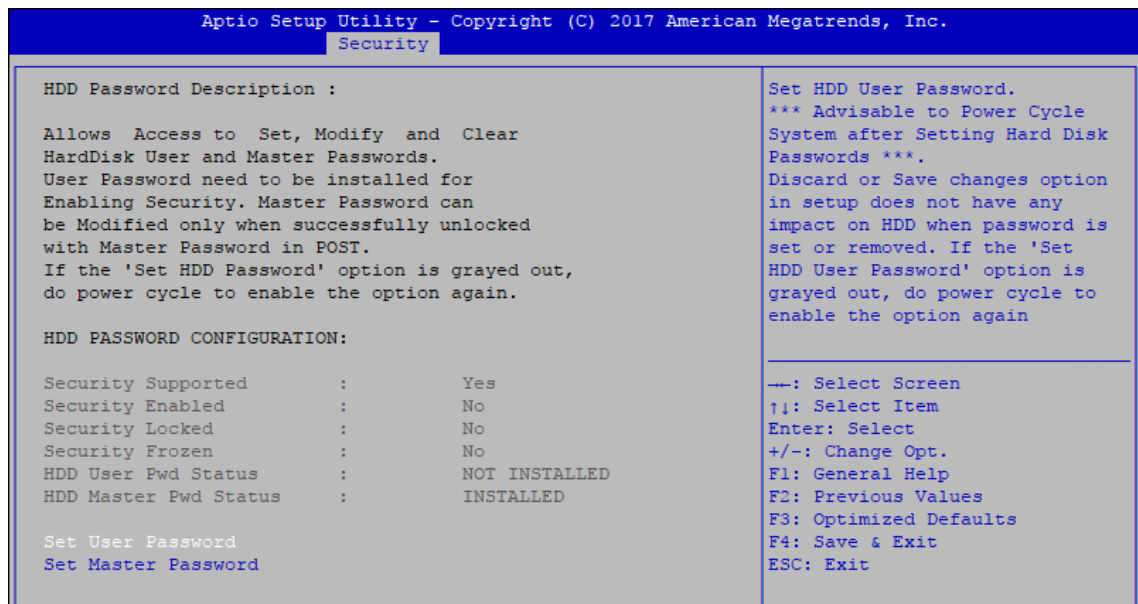 Aptio Setup Utility – Copyright (C) 2017 American Megatrends, Inc.
Security
HDD Password Description :
Allows Access to Set, Modify and Clear
HardDisk User and Master Passwords.
User Password need to be installed for
Enabling Security. Master Password can
be Modified only when successfully unlocked
with Master Password in POST.
If the 'Set HDD Password' option is grayed out,
do power cycle to enable the option again.
HDD PASSWORD CONFIGURATION:
Security Supported : Yes
Security Enabled : No
Security Locked : No
Security Frozen : No
HDD User Pwd Status : NOT INSTALLED
HDD Master Pwd Status : INSTALLED
Set User Password
Set Master Password
Set HDD User Password.
*** Advisable to Power Cycle
System after Setting Hard Disk
Passwords ***.
Discard or Save changes option
in setup does not have any
impact on HDD when password is
set or removed. If the 'Set
HDD User Password' option is
grayed out, do power cycle to
enable the option again
→←: Select Screen
↑↓: Select Item
Enter: Select
+/-: Change Opt.
F1: General Help
F2: Previous Values
F3: Optimized Defaults
F4: Save & Exit
ESC: Exit